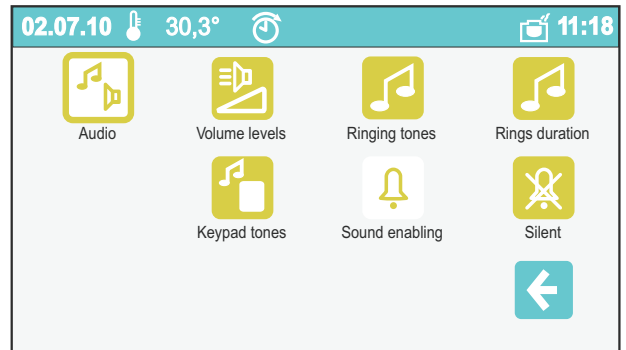 02.07.10 30,3° 11:18
Audio Volume levels Ringing tones Rings duration
Keypad tones Sound enabling Silent